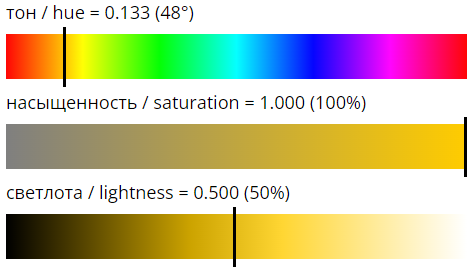 тон / hue = 0.133 (48°)
насыщенность / saturation = 1.000 (100%)
светлота / lightness = 0.500 (50%)